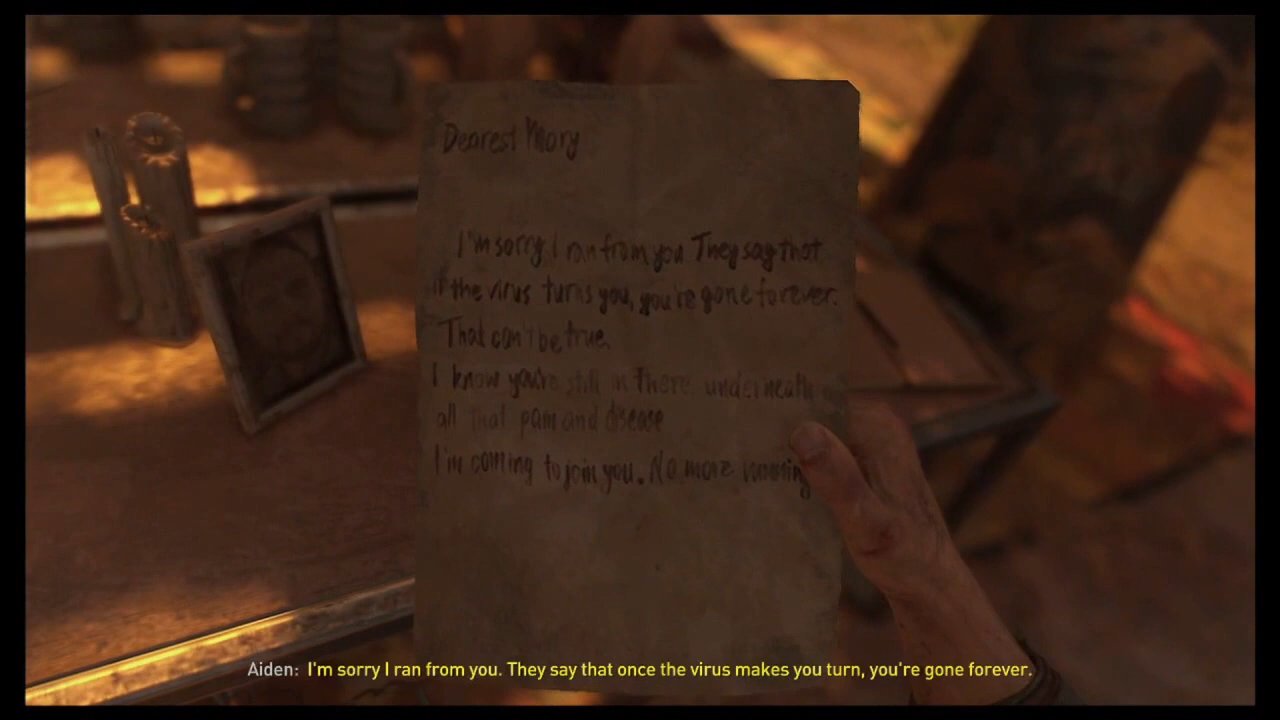 Dearest Mary
I'm sorry I ran from you They say that
if the virus turns you, you're gone forever.
That can't be true.
I know you're still in there underneath
all that pain and disease
I'm coming to join you. No more running
Aiden: I'm sorry I ran from you. They say that once the virus makes you turn, you're gone forever.